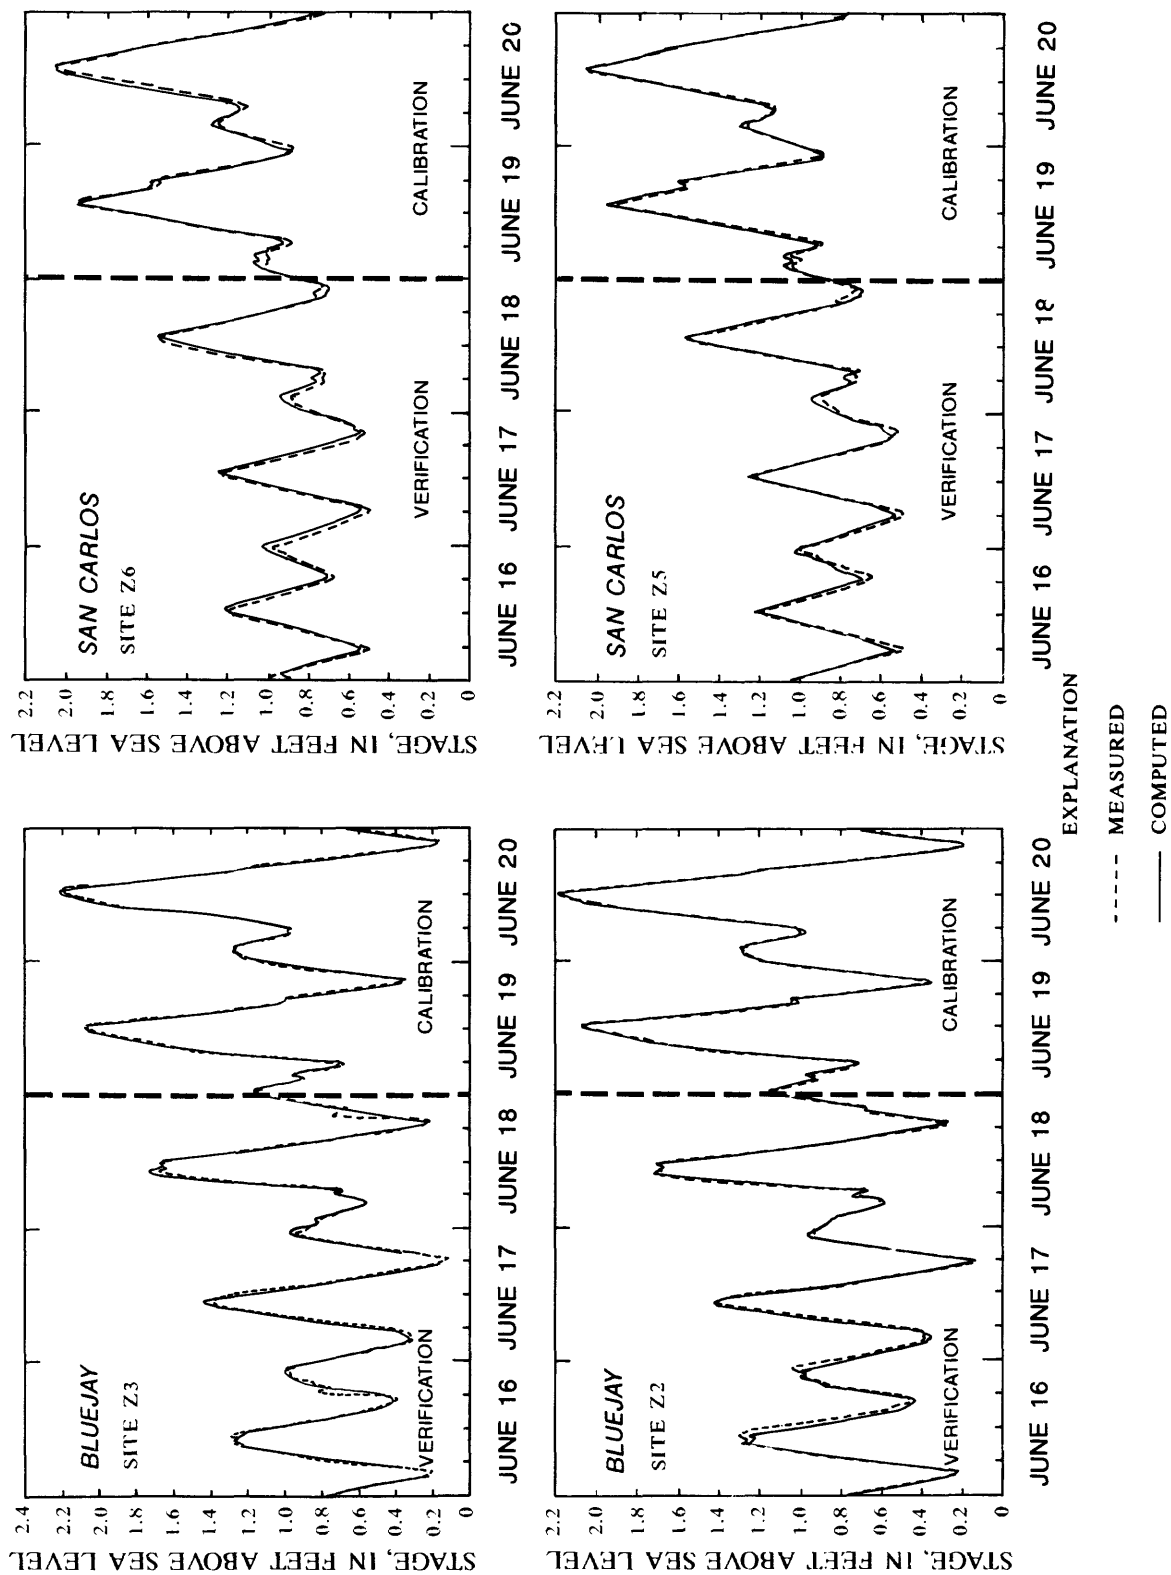 STAGE, IN FEET ABOVE SEA LEVEL
2.4
2.2
2.0
1.8
1.6
1.4
1.2
1.0
0.8
0.6
0.4
0.2
0
BLUEJAY
SITE Z3
VERIFICATION
CALIBRATION
JUNE 16 JUNE 17 JUNE 18 JUNE 19 JUNE 20
STAGE, IN FEET ABOVE SEA LEVEL
2.2
2.0
1.8
1.6
1.4
1.2
1.0
0.8
0.6
0.4
0.2
0
SAN CARLOS
SITE Z6
VERIFICATION
CALIBRATION
JUNE 16 JUNE 17 JUNE 18 JUNE 19 JUNE 20
STAGE, IN FEET ABOVE SEA LEVEL
2.2
2.0
1.8
1.6
1.4
1.2
1.0
0.8
0.6
0.4
0.2
0
BLUEJAY
SITE Z2
VERIFICATION
CALIBRATION
JUNE 16 JUNE 17 JUNE 18 JUNE 19 JUNE 20
STAGE, IN FEET ABOVE SEA LEVEL
2.2
2.0
1.8
1.6
1.4
1.2
1.0
0.8
0.6
0.4
0.2
0
SAN CARLOS
SITE Z5
VERIFICATION
CALIBRATION
JUNE 16 JUNE 17 JUNE 18 JUNE 19 JUNE 20
EXPLANATION
MEASURED
COMPUTED